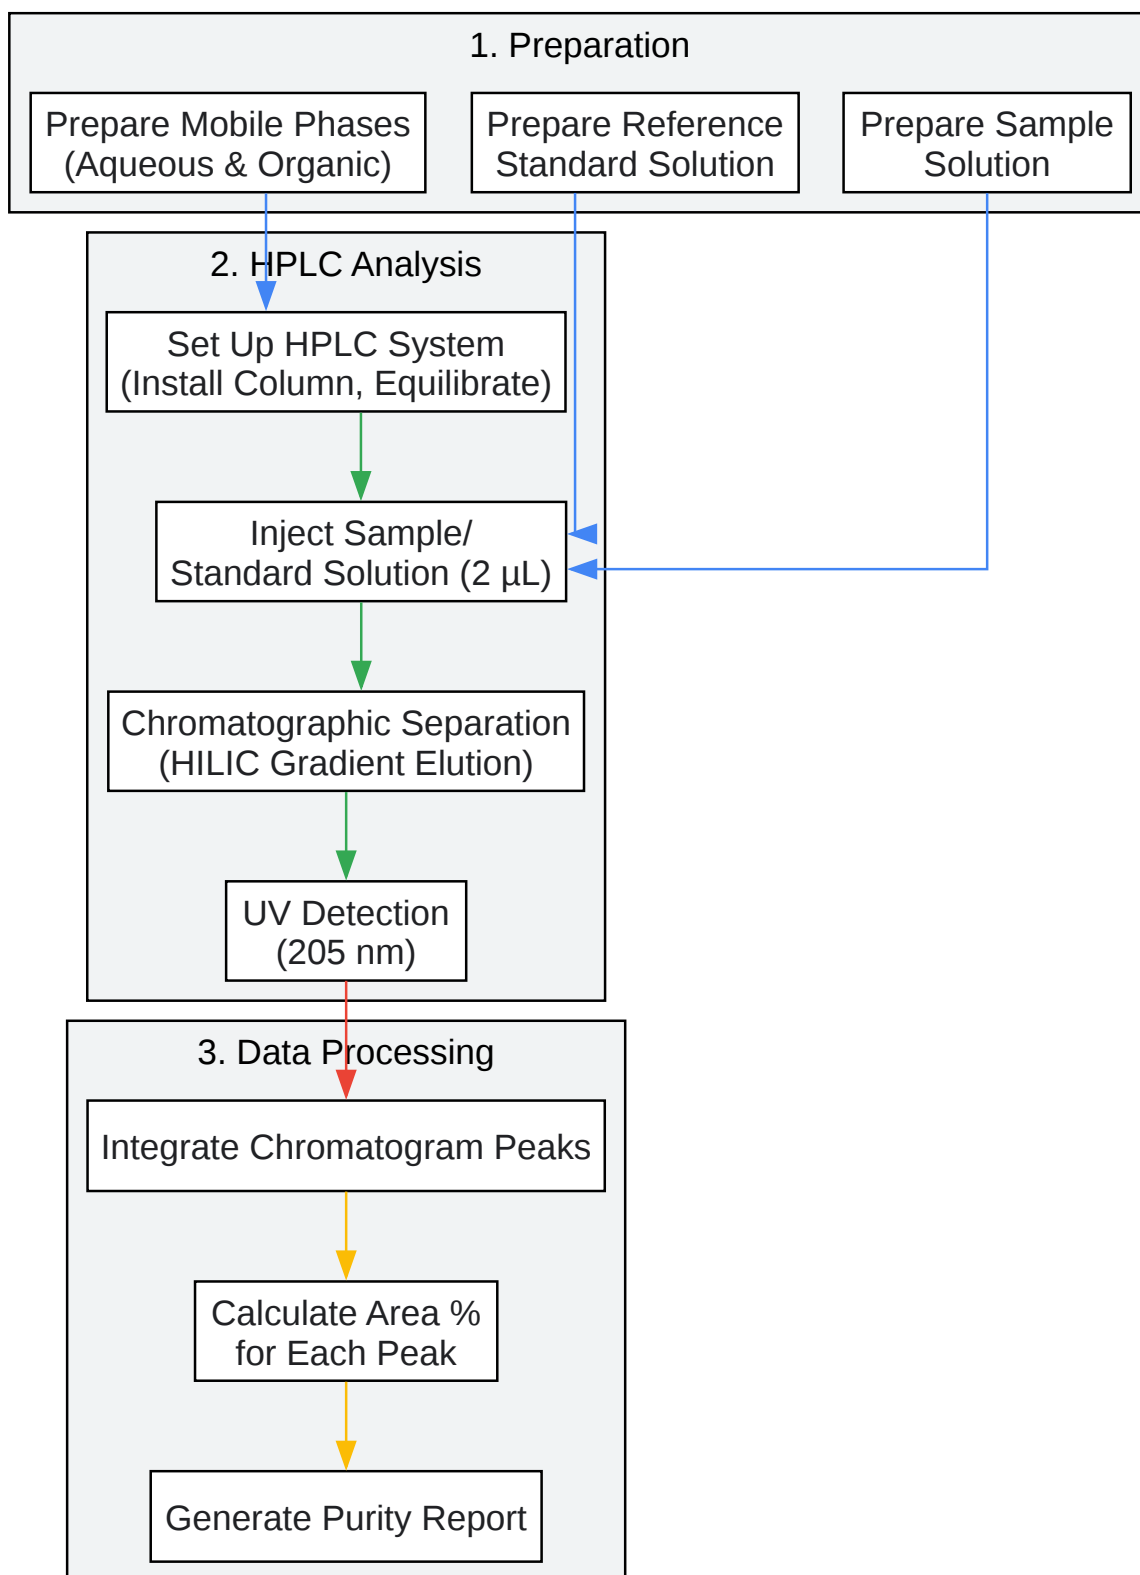 1. Preparation
Prepare Mobile Phases
(Aqueous & Organic)
Prepare Reference
Standard Solution
Prepare Sample
Solution
2. HPLC Analysis
Set Up HPLC System
(Install Column, Equilibrate)
Inject Sample/
Standard Solution (2 µL)
Chromatographic Separation
(HILIC Gradient Elution)
UV Detection
(205 nm)
3. Data Processing
Integrate Chromatogram Peaks
Calculate Area %
for Each Peak
Generate Purity Report